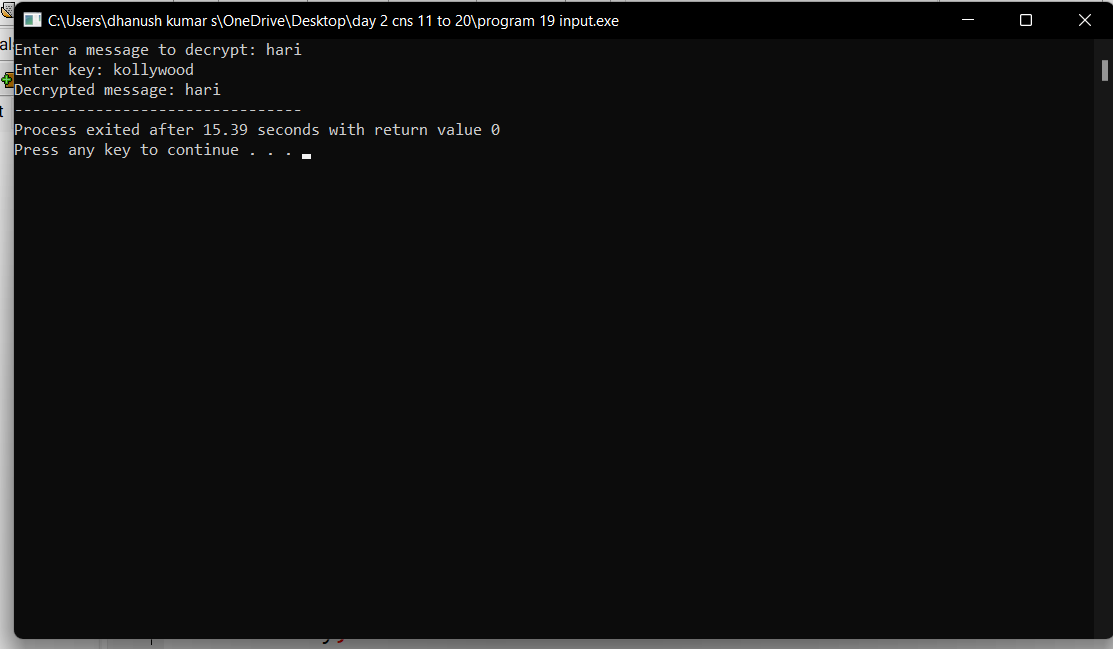 C:\Users\dhanush kumar s\OneDrive\Desktop\day 2 cns 11 to 20\program 19 input.exe
Enter a message to decrypt: hari
Enter key: kollywood
Decrypted message: hari
--------------------------------
Process exited after 15.39 seconds with return value 0
Press any key to continue . . .